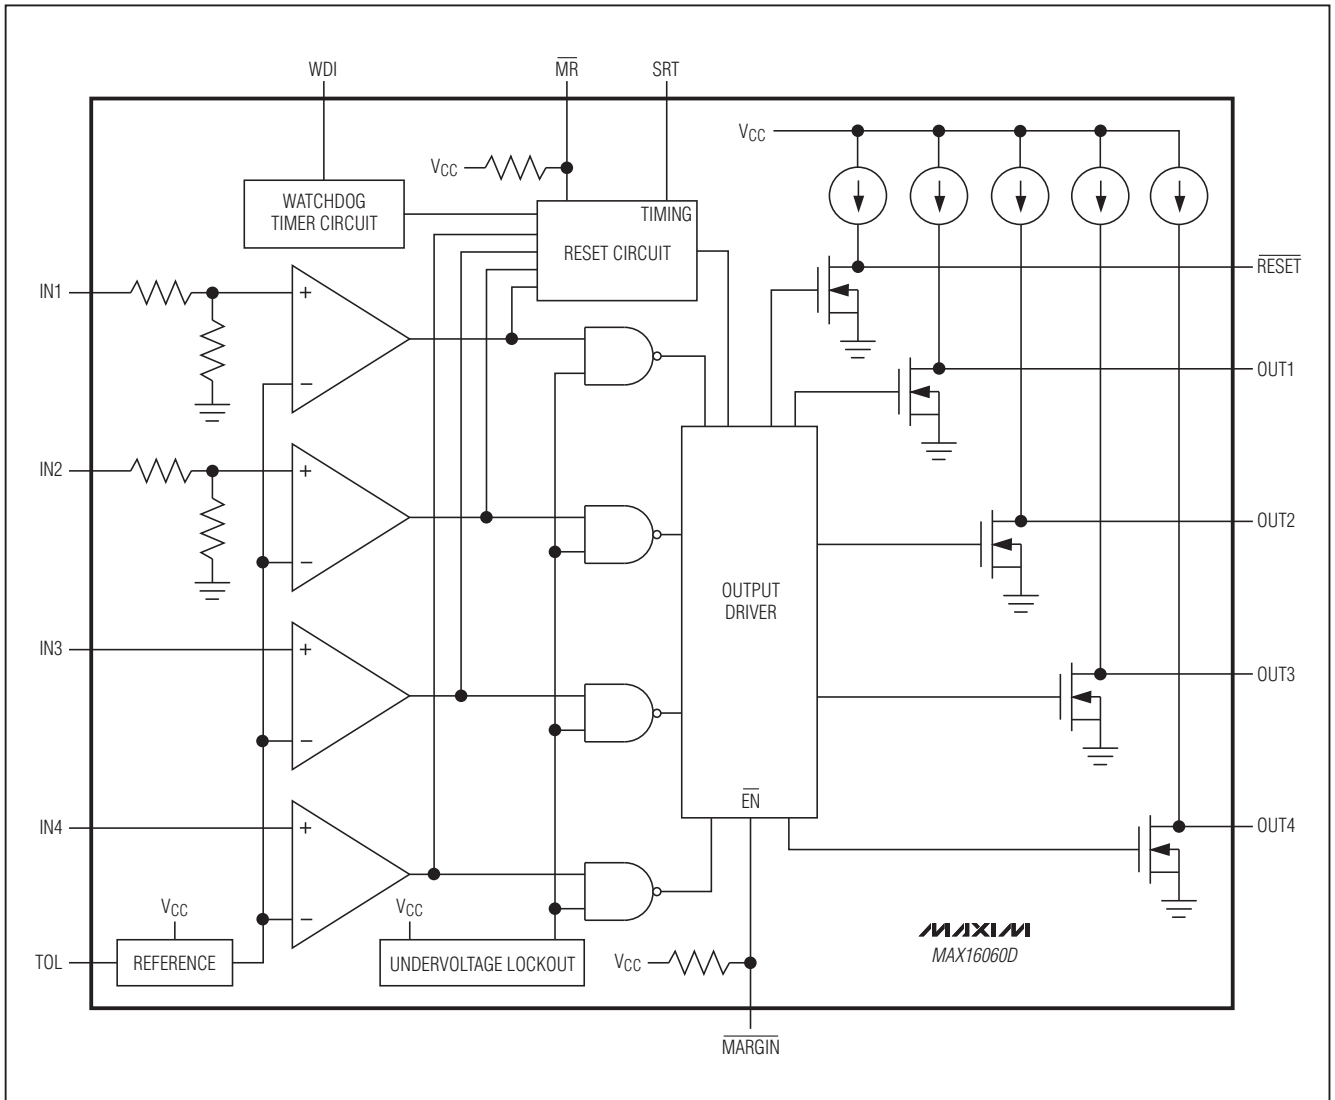 WDI
MR
SRT
VCC
VCC
WATCHDOG
TIMER CIRCUIT
TIMING
RESET CIRCUIT
RESET
IN1
+
−
OUT1
IN2
+
−
OUT2
OUTPUT
DRIVER
IN3
+
−
OUT3
EN
IN4
+
−
OUT4
VCC
VCC
MAXIM
MAX16060D
TOL
REFERENCE
UNDERVOLTAGE LOCKOUT
VCC
MARGIN